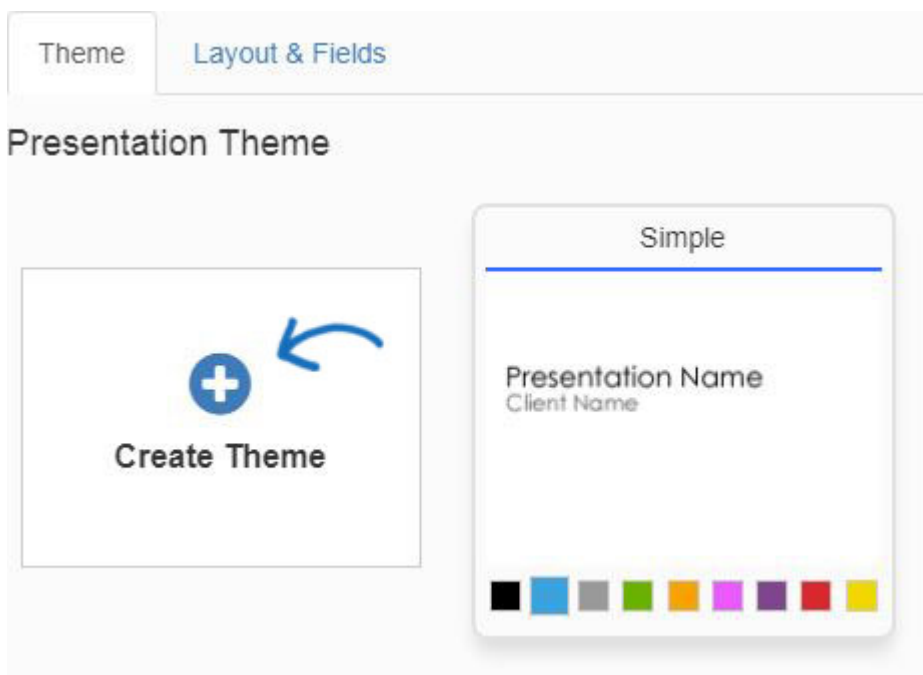 Theme
Layout & Fields
Presentation Theme
Create Theme
Simple
Presentation Name
Client Name